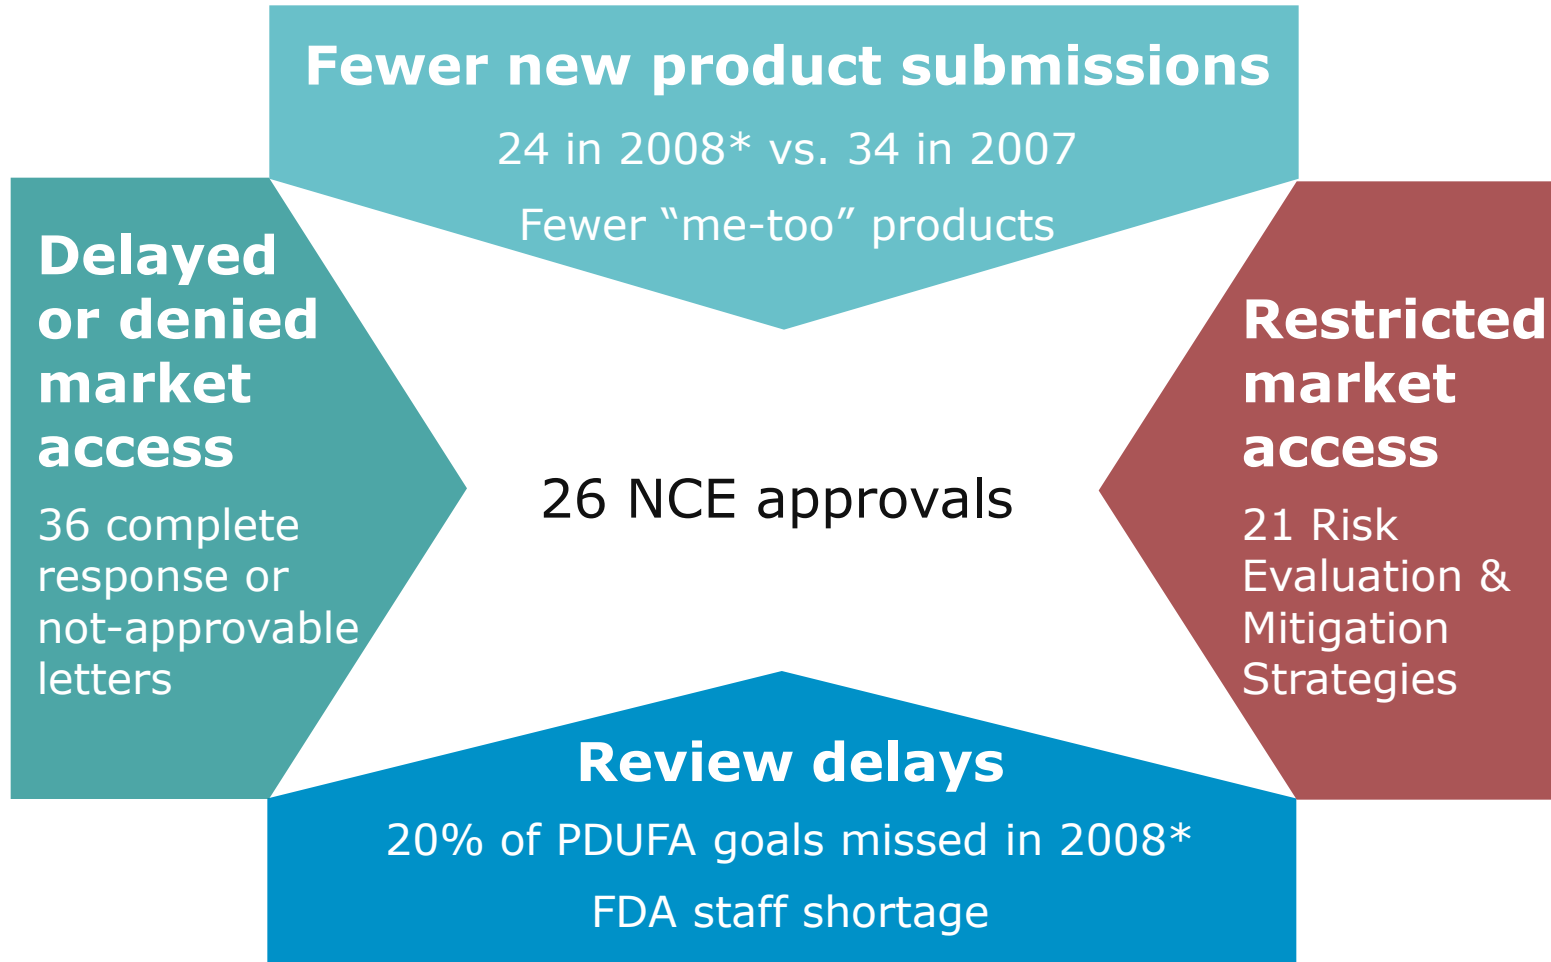 Fewer new product submissions
24 in 2008* vs. 34 in 2007
Fewer “me-too” products
Delayed
or denied
market
access
36 complete
response or
not-approvable
letters
26 NCE approvals
Restricted
market
access
21 Risk
Evaluation &
Mitigation
Strategies
Review delays
20% of PDUFA goals missed in 2008*
FDA staff shortage